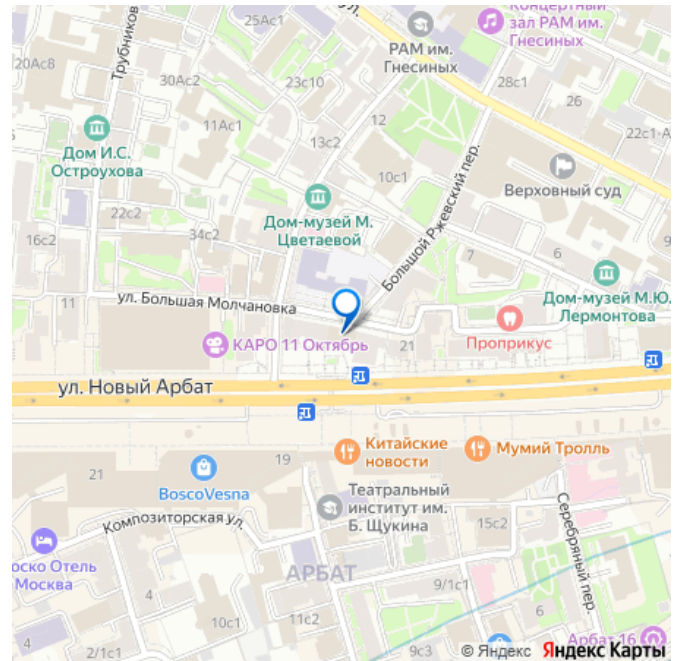 Концертный
зал РАМ им.
Гнесиных
ул.
25Ас1
РАМ им.
Гнесиных
Трубников
20Ас8
30Ас2
23с10
28с1
26
11Ас1
12
22с1-А
13с2
Дом И.С.
Остроухова
10с1
Верховный суд
Большой Ржевский пер.
22с2
Дом-музей М.
Цветаевой
16с2
34с2
9
11
ул. Большая Молчановка
Дом-музей М.Ю.
Лермонтова
КАРО 11 Октябрь
21
Проприкус
ул. Новый Арбат
Китайские
новости
Мумий Тролль
19
21
BoscoVesna
Театральный
институт им.
Б. Щукина
Композиторская ул.
15с2
Серебряный пер.
оско Отель
Москва
АРБАТ
4
9/1с1
11с2
10с1
4
2/1с1
9с3
Арбат 16
© Яндекс Яндекс Карты